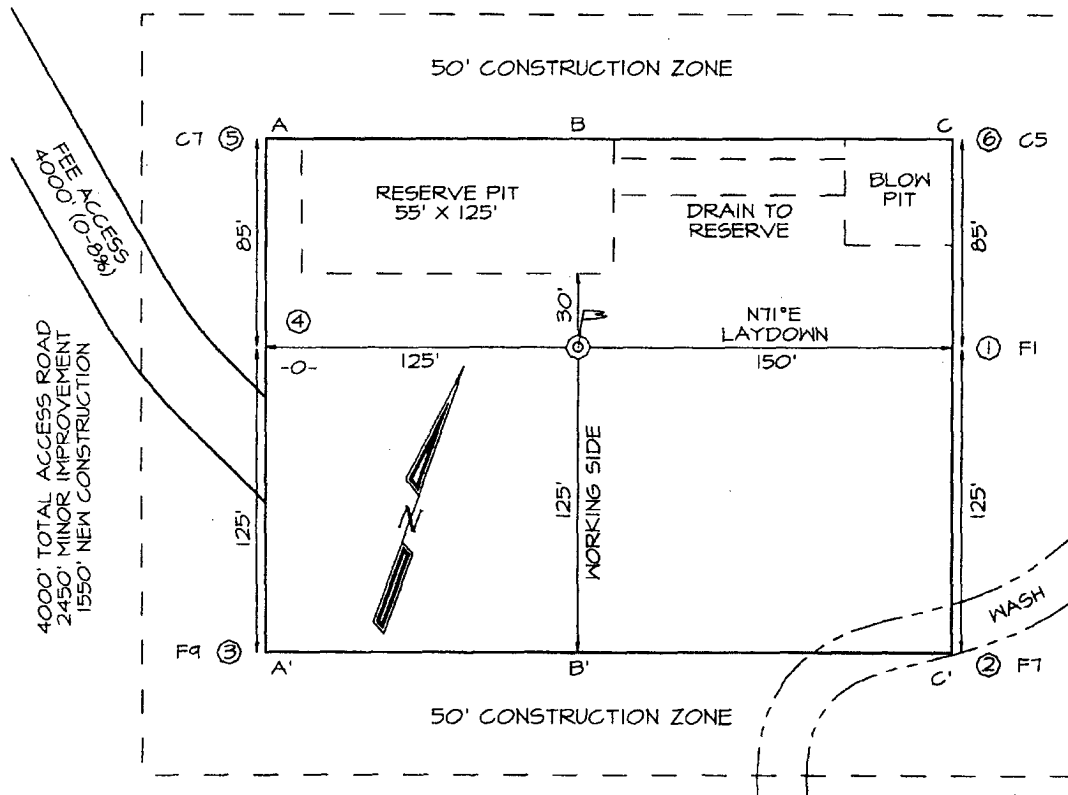 50' CONSTRUCTION ZONE
C7 ⑤
A
B
C
⑥ C5
FEE ACCESS
4000' (0-8%)
85'
RESERVE PIT
55' X 125'
DRAIN TO
RESERVE
BLOW
PIT
85'
④
30'
N71°E
LAYDOWN
-0-
125'
150'
① F1
4000' TOTAL ACCESS ROAD
2450' MINOR IMPROVEMENT
1550' NEW CONSTRUCTION
125'
N
125'
WORKING SIDE
125'
WASH
F9 ③
A'
B'
C'
② F7
50' CONSTRUCTION ZONE